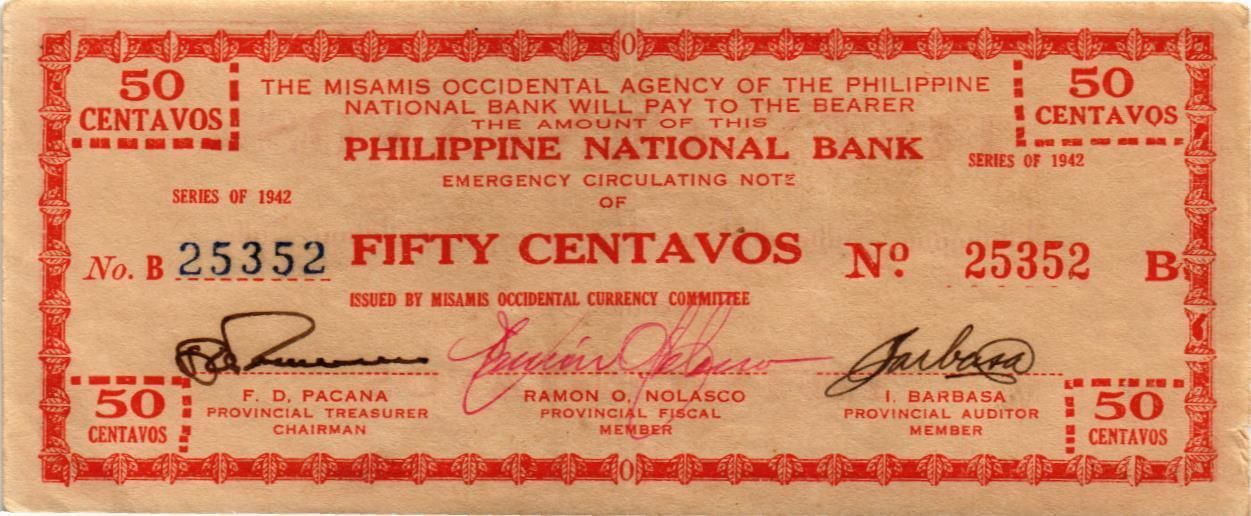 50
CENTAVOS
THE MISAMIS OCCIDENTAL AGENCY OF THE PHILIPPINE
NATIONAL BANK WILL PAY TO THE BEARER
THE AMOUNT OF THIS
PHILIPPINE NATIONAL BANK
EMERGENCY CIRCULATING NOTE
OF
50
CENTAVOS
SERIES OF 1942
SERIES OF 1942
No. B 25352
FIFTY CENTAVOS
Nº 25352 B
ISSUED BY MISAMIS OCCIDENTAL CURRENCY COMMITTEE
Barbasa
50
CENTAVOS
F. D. PACANA
PROVINCIAL TREASURER
CHAIRMAN
RAMON O. NOLASCO
PROVINCIAL FISCAL
MEMBER
I. BARBASA
PROVINCIAL AUDITOR
MEMBER
50
CENTAVOS